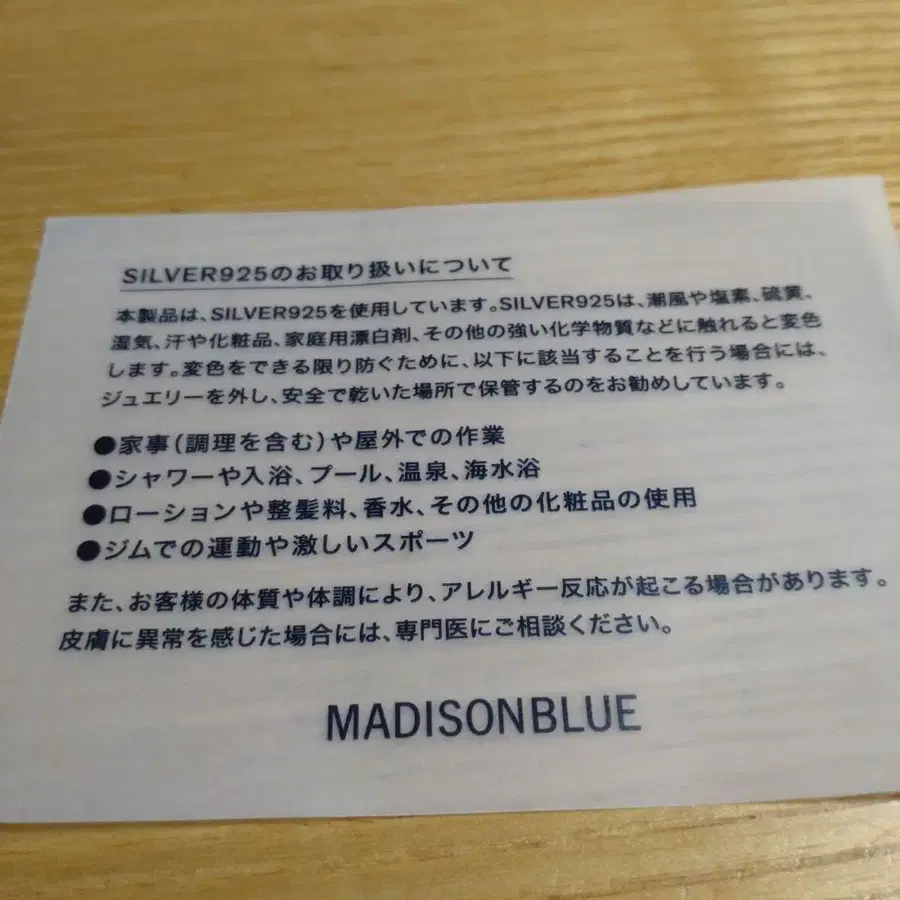 SILVER925のお取り扱いについて
本製品は、SILVER925を使用しています。SILVER925は、潮風や塩素、硫黄、
湿気、汗や化粧品、家庭用漂白剤、その他の強い化学物質などに触れると変色
します。変色をできる限り防ぐために、以下に該当することを行う場合には、
ジュエリーを外し、安全で乾いた場所で保管するのをお勧めしています。
●家事(調理を含む)や屋外での作業
●シャワーや入浴、プール、温泉、海水浴
●ローションや整髪料、香水、その他の化粧品の使用
●ジムでの運動や激しいスポーツ
また、お客様の体質や体調により、アレルギー反応が起こる場合があります。
皮膚に異常を感じた場合には、専門医にご相談ください。
MADISONBLUE